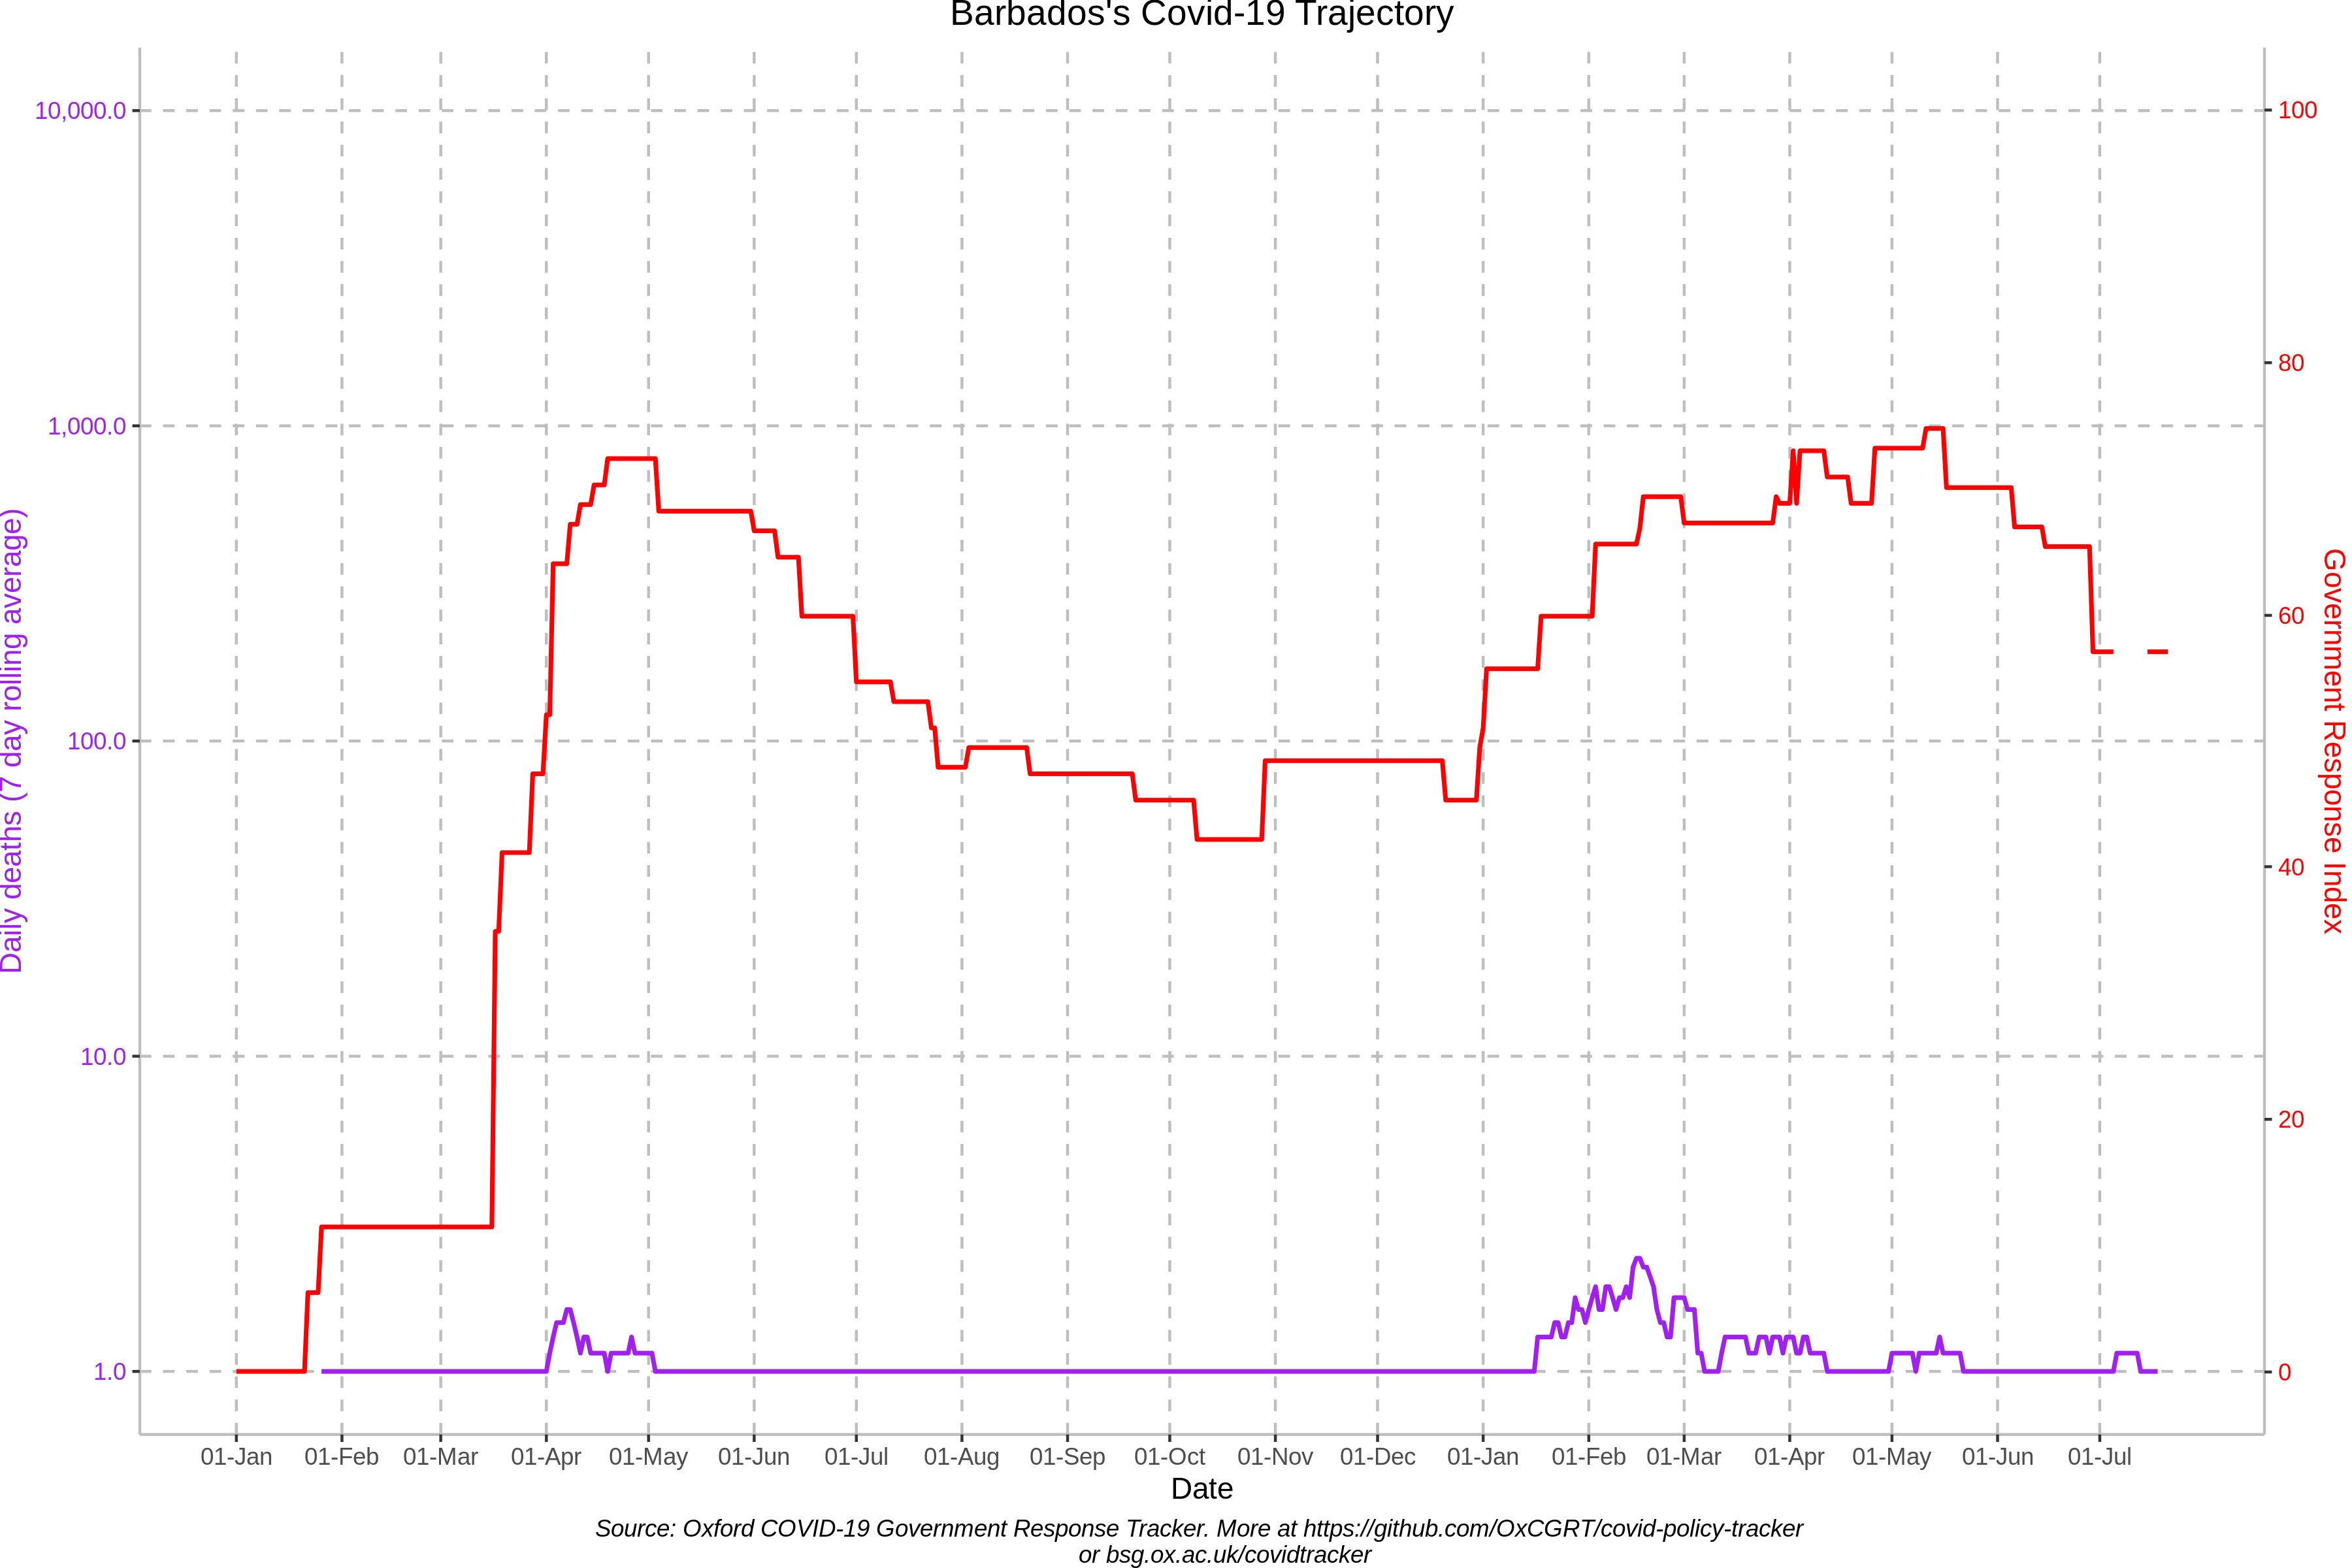 Barbados's Covid-19 Trajectory
10,000.0
1,000.0
100.0
10.0
1.0
Daily deaths (7 day rolling average)
100
80
60
40
20
0
Government Response Index
01-Jan 01-Feb 01-Mar 01-Apr 01-May 01-Jun 01-Jul 01-Aug 01-Sep 01-Oct 01-Nov 01-Dec 01-Jan 01-Feb 01-Mar 01-Apr 01-May 01-Jun 01-Jul
Date
Source: Oxford COVID-19 Government Response Tracker. More at https://github.com/OxCGRT/covid-policy-tracker
or bsg.ox.ac.uk/covidtracker